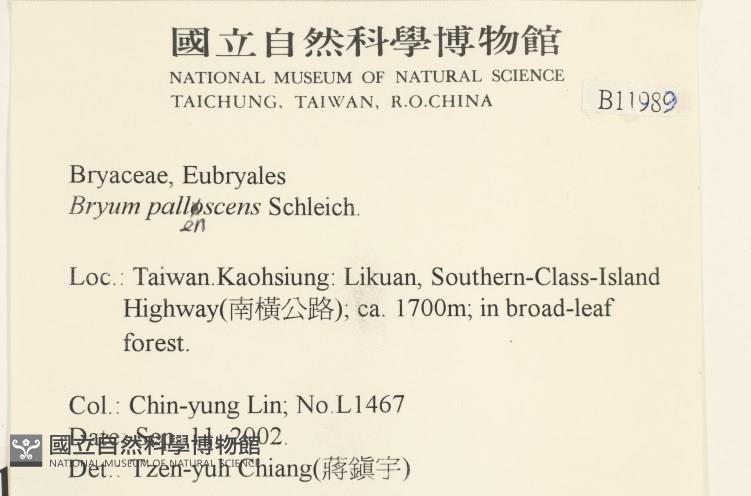 國立自然科學博物館
NATIONAL MUSEUM OF NATURAL SCIENCE
TAICHUNG, TAIWAN, R.O.CHINA
B11989
Bryaceae, Eubryales
Bryum palloscens Schleich.
en
Loc.: Taiwan.Kaohsiung: Likuan, Southern-Class-Island
Highway(南橫公路); ca. 1700m; in broad-leaf
forest.
Col.: Chin-yung Lin; No.L1467
Date: Sep. 11, 2002.
國立自然科學博物館
NATIONAL MUSEUM OF NATURAL SCIENCE
Det.: Tzen-yuh Chiang(蔣鎭宇)